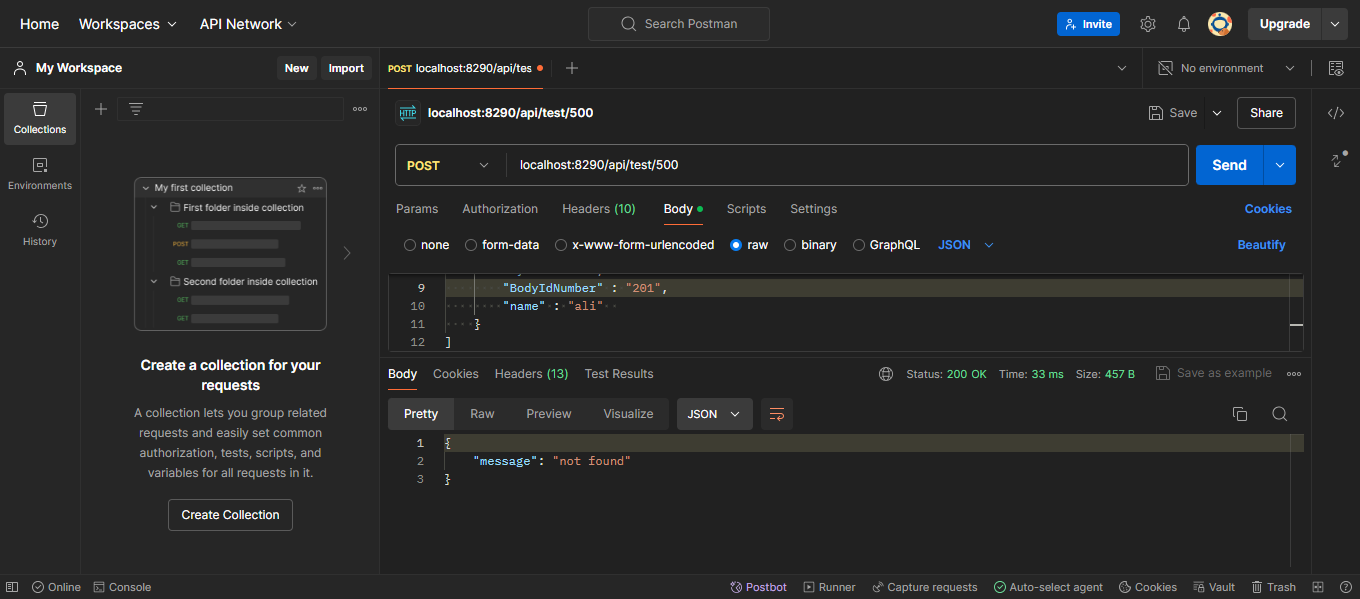 Home Workspaces API Network Search Postman Invite Upgrade
My Workspace New Import POST localhost:8290/api/tes No environment
Collections
Environments
History
My first collection
First folder inside collection
GET
POST
GET
Second folder inside collection
GET
GET
Create a collection for your
requests
A collection lets you group related
requests and easily set common
authorization, tests, scripts, and
variables for all requests in it.
Create Collection
HTTP localhost:8290/api/test/500 Save Share
POST localhost:8290/api/test/500 Send
Params Authorization Headers (10) Body Scripts Settings Cookies
none form-data x-www-form-urlencoded raw binary GraphQL JSON Beautify
9 "BodyIdNumber" : "201",
10 "name" : "ali"
11 }
12 ]
Body Cookies Headers (13) Test Results Status: 200 OK Time: 33 ms Size: 457 B Save as example
Pretty Raw Preview Visualize JSON
1 {
2 "message": "not found"
3 }
Online Console Postbot Runner Capture requests Auto-select agent Cookies Vault Trash